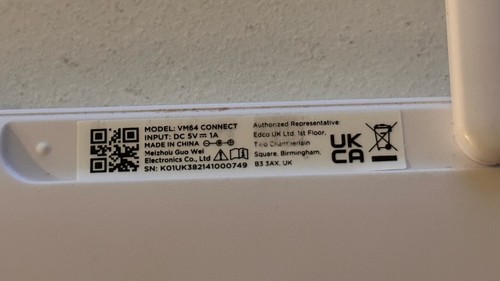 MODEL: VM64 CONNECT
INPUT: DC 5V ⎓ 1A
MADE IN CHINA
Meizhou Guo Wei
Electronics Co., Ltd
SN: K01UK382141000749
Authorized Representative:
Edco UK Ltd. 1st Floor,
Two Chamberlain
Square, Birmingham,
B3 3AX, UK
UK
CA